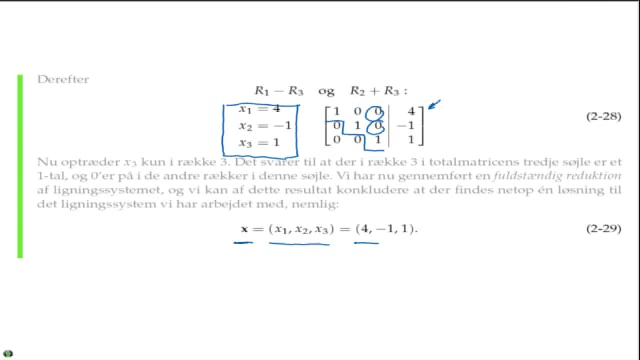 Derefter
R₁ − R₃ og R₂ + R₃ :
x₁ = 4 1 0 0 4
x₂ = −1 0 1 0 −1 (2-28)
x₃ = 1 0 0 1 1
Nu optræder x₃ kun i række 3. Det svarer til at der i række 3 i totalmatricens tredje søjle er et
1-tal, og 0'er på i de andre rækker i denne søjle. Vi har nu gennemført en fuldstændig reduktion
af ligningssystemet, og vi kan af dette resultat konkludere at der findes netop én løsning til
det ligningssystem vi har arbejdet med, nemlig:
x = (x₁, x₂, x₃) = (4, −1, 1). (2-29)